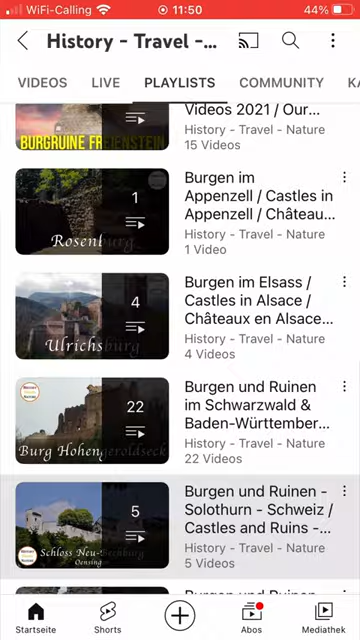 WiFi-Calling
11:50
44%
History - Travel -...
VIDEOS
LIVE
PLAYLISTS
COMMUNITY
BURGRUINE FREIENSTEIN
Videos 2021 / Our...
History - Travel - Nature
15 Videos
1
Rosenburg
Burgen im
Appenzell / Castles in
Appenzell / Château...
History - Travel - Nature
1 Video
4
Ulrichsburg
Burgen im Elsass /
Castles in Alsace /
Châteaux en Alsace...
History - Travel - Nature
4 Videos
22
Burg Hohengeroldseck
Burgen und Ruinen
im Schwarzwald &
Baden-Württember...
History - Travel - Nature
22 Videos
5
Schloss Neu-Bechburg
Oensing
Burgen und Ruinen -
Solothurn - Schweiz /
Castles and Ruins -...
History - Travel - Nature
5 Videos
Startseite
Shorts
Abos
Mediathek